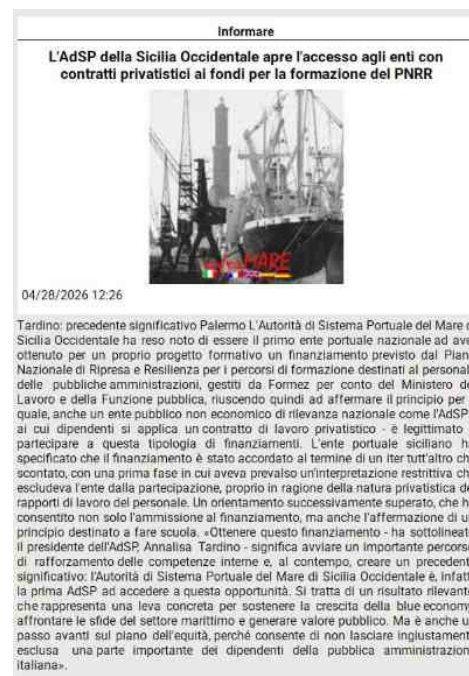 Informare
L'AdSP della Sicilia Occidentale apre l'accesso agli enti con
contratti privatistici ai fondi per la formazione del PNRR
04/28/2026 12:26
Tardino: precedente significativo Palermo L'Autorità di Sistema Portuale del Mare d
Sicilia Occidentale ha reso noto di essere il primo ente portuale nazionale ad ave
ottenuto per un proprio progetto formativo un finanziamento previsto dal Pian
Nazionale di Ripresa e Resilienza per i percorsi di formazione destinati al personal
delle pubbliche amministrazioni, gestiti da Formez per conto del Ministero de
Lavoro e della Funzione pubblica, riuscendo quindi ad affermare il principio per
quale, anche un ente pubblico non economico di rilevanza nazionale come l'AdSP
ai cui dipendenti si applica un contratto di lavoro privatistico - è legittimato
partecipare a questa tipologia di finanziamenti. L'ente portuale siciliano h
specificato che il finanziamento è stato accordato al termine di un iter tutt'altro ch
scontato, con una prima fase in cui aveva prevalso un'interpretazione restrittiva ch
escludeva l'ente dalla partecipazione, proprio in ragione della natura privatistica de
rapporti di lavoro del personale. Un orientamento successivamente superato, che h
consentito non solo l'ammissione al finanziamento, ma anche l'affermazione di u
principio destinato a fare scuola. «Ottenere questo finanziamento - ha sottolineat
il presidente dell'AdSP, Annalisa Tardino - significa avviare un importante percors
di rafforzamento delle competenze interne e, al contempo, creare un precedent
significativo: l'Autorità di Sistema Portuale del Mare di Sicilia Occidentale è, infatt
la prima AdSP ad accedere a questa opportunità. Si tratta di un risultato rilevant
che rappresenta una leva concreta per sostenere la crescita della blue economy
affrontare le sfide del settore marittimo e generare valore pubblico. Ma è anche u
passo avanti sul piano dell'equità, perché consente di non lasciare ingiustament
esclusa una parte importante dei dipendenti della pubblica amministrazion
italiana».